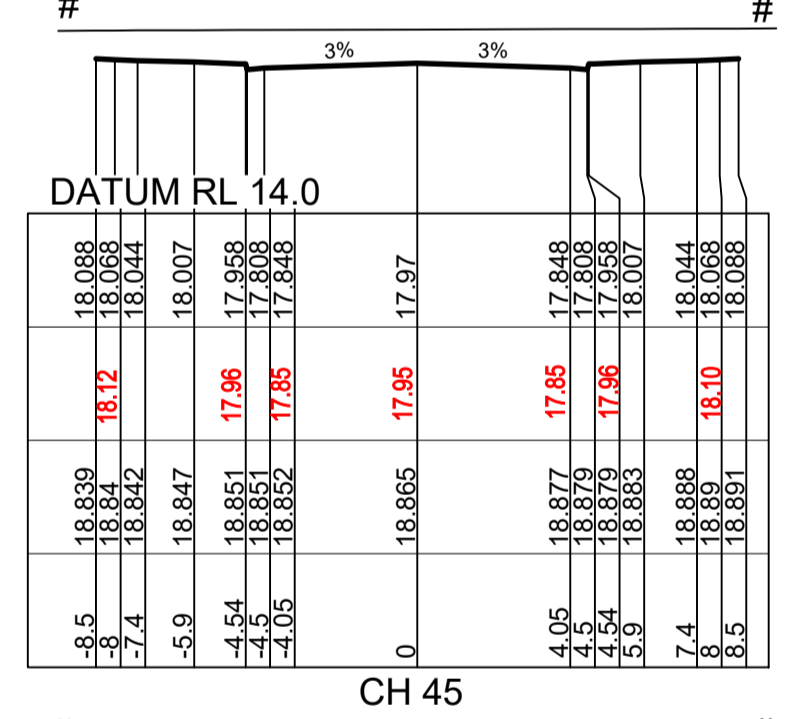 # #
3% 3%
DATUM RL 14.0
18.088 18.068 18.044 18.007 17.958 17.808 17.848 17.97 17.848 17.808 17.958 18.007 18.044 18.068 18.088
18.12 17.96 17.85 17.95 17.85 17.96 18.10
18.839 18.84 18.842 18.847 18.851 18.851 18.852 18.865 18.877 18.879 18.879 18.883 18.888 18.89 18.891
-8.5 -8 -7.4 -5.9 -4.54 -4.5 -4.05 0 4.05 4.5 4.54 5.9 7.4 8 8.5
CH 45